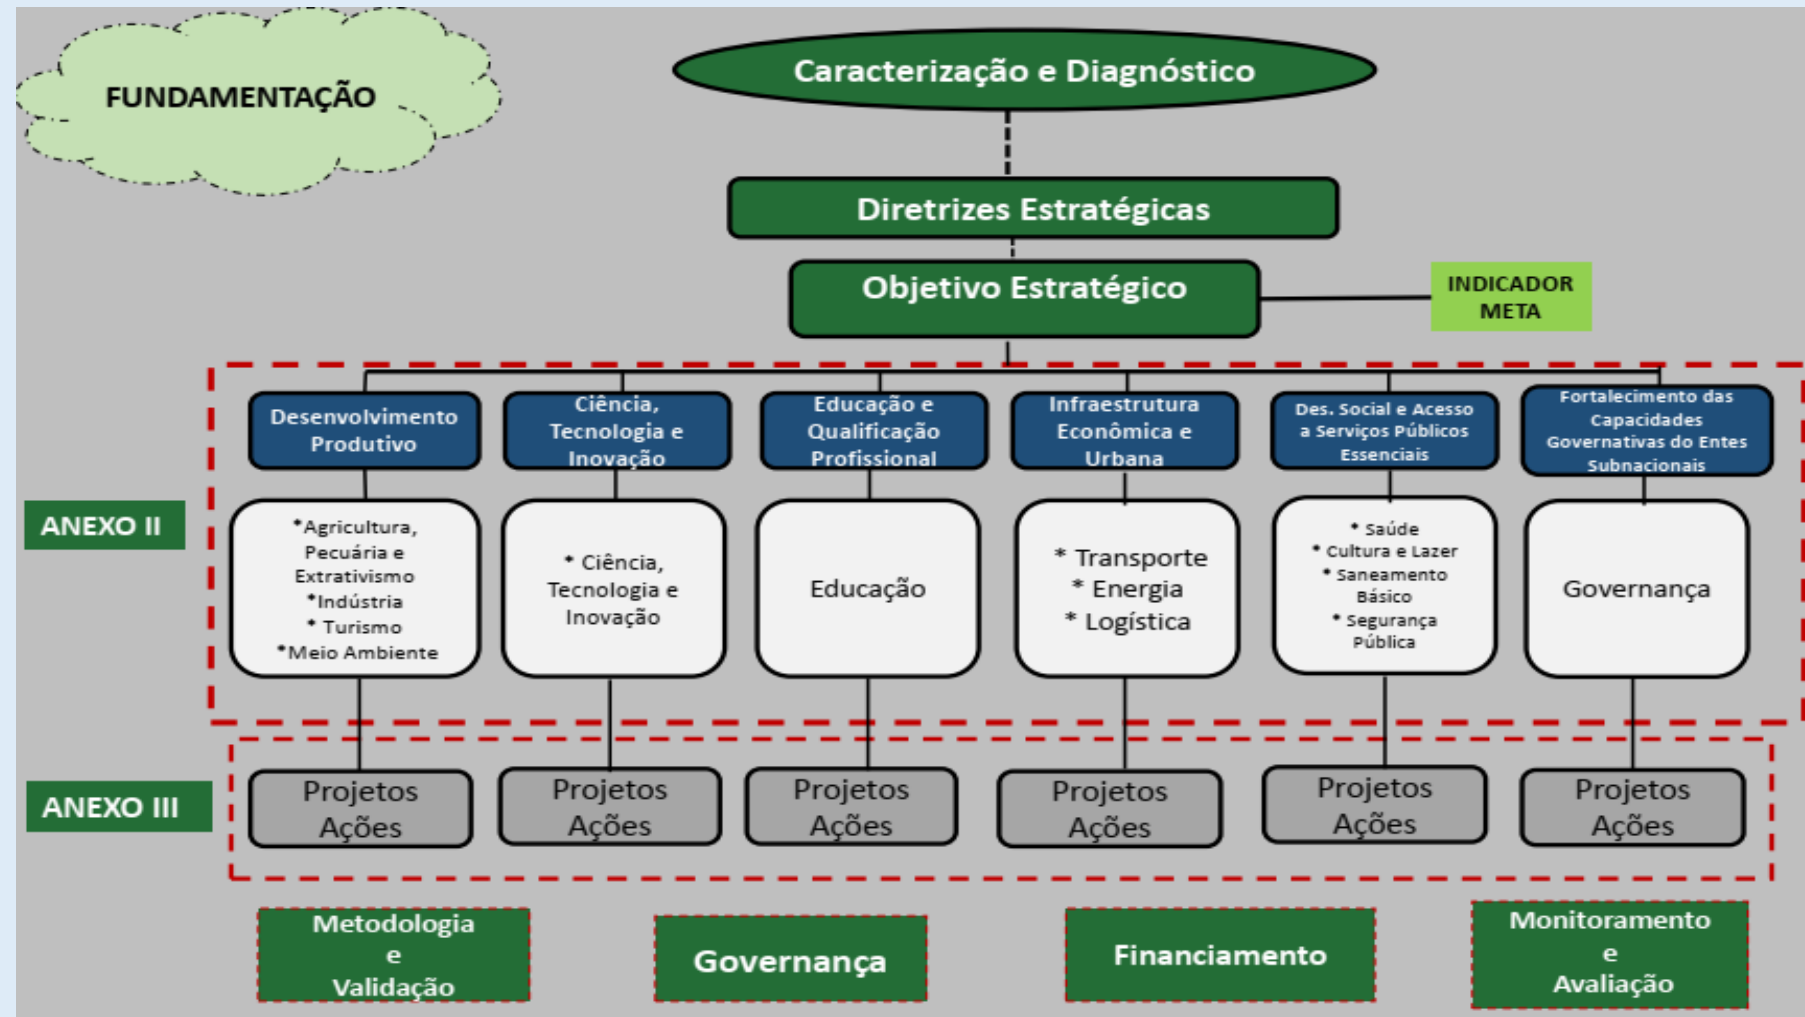 FUNDAMENTAÇÃO
Caracterização e Diagnóstico
Diretrizes Estratégicas
Objetivo Estratégico
INDICADOR
META
ANEXO II
Desenvolvimento
Produtivo
Ciência,
Tecnologia e
Inovação
Educação e
Qualificação
Profissional
Infraestrutura
Econômica e
Urbana
Des. Social e Acesso
a Serviços Públicos
Essenciais
Fortalecimento das
Capacidades
Governativas do Entes
Subnacionais
*Agricultura,
Pecuária e
Extrativismo
*Indústria
* Turismo
*Meio Ambiente
* Ciência,
Tecnologia e
Inovação
Educação
* Transporte
* Energia
* Logística
* Saúde
* Cultura e Lazer
* Saneamento
Básico
* Segurança
Pública
Governança
ANEXO III
Projetos
Ações
Projetos
Ações
Projetos
Ações
Projetos
Ações
Projetos
Ações
Projetos
Ações
Metodologia
e
Validação
Governança
Financiamento
Monitoramento
e
Avaliação